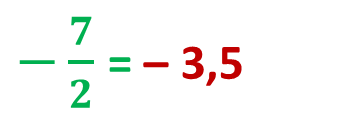 − 7/2 = − 3,5